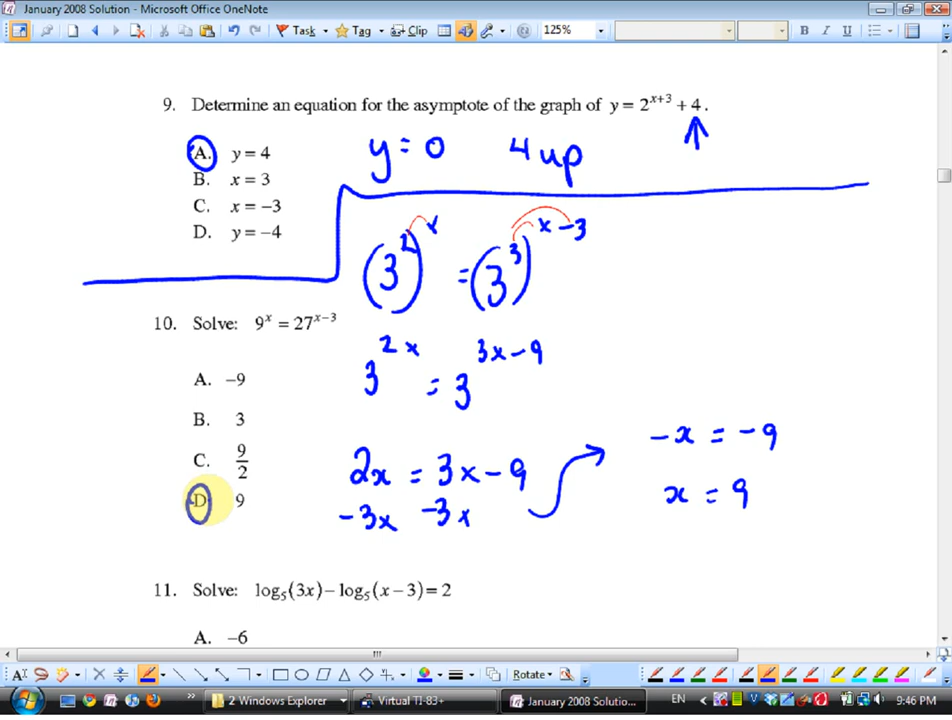 January 2008 Solution - Microsoft Office OneNote
Task Tag Clip 125% B I U
9. Determine an equation for the asymptote of the graph of y = 2^{x+3} + 4.
A. y = 4
B. x = 3
C. x = −3
D. y = −4
y = 0 4 up
(3^2)^x = (3^3)^{x-3}
10. Solve: 9^x = 27^{x−3}
3^{2x} = 3^{3x-9}
A. −9
B. 3
C. 9/2
D. 9
2x = 3x - 9
-3x -3x
-x = -9
x = 9
11. Solve: log₅(3x) − log₅(x − 3) = 2
A. −6
Rotate
2 Windows Explorer Virtual TI-83+ January 2008 Solutio... EN 9:46 PM